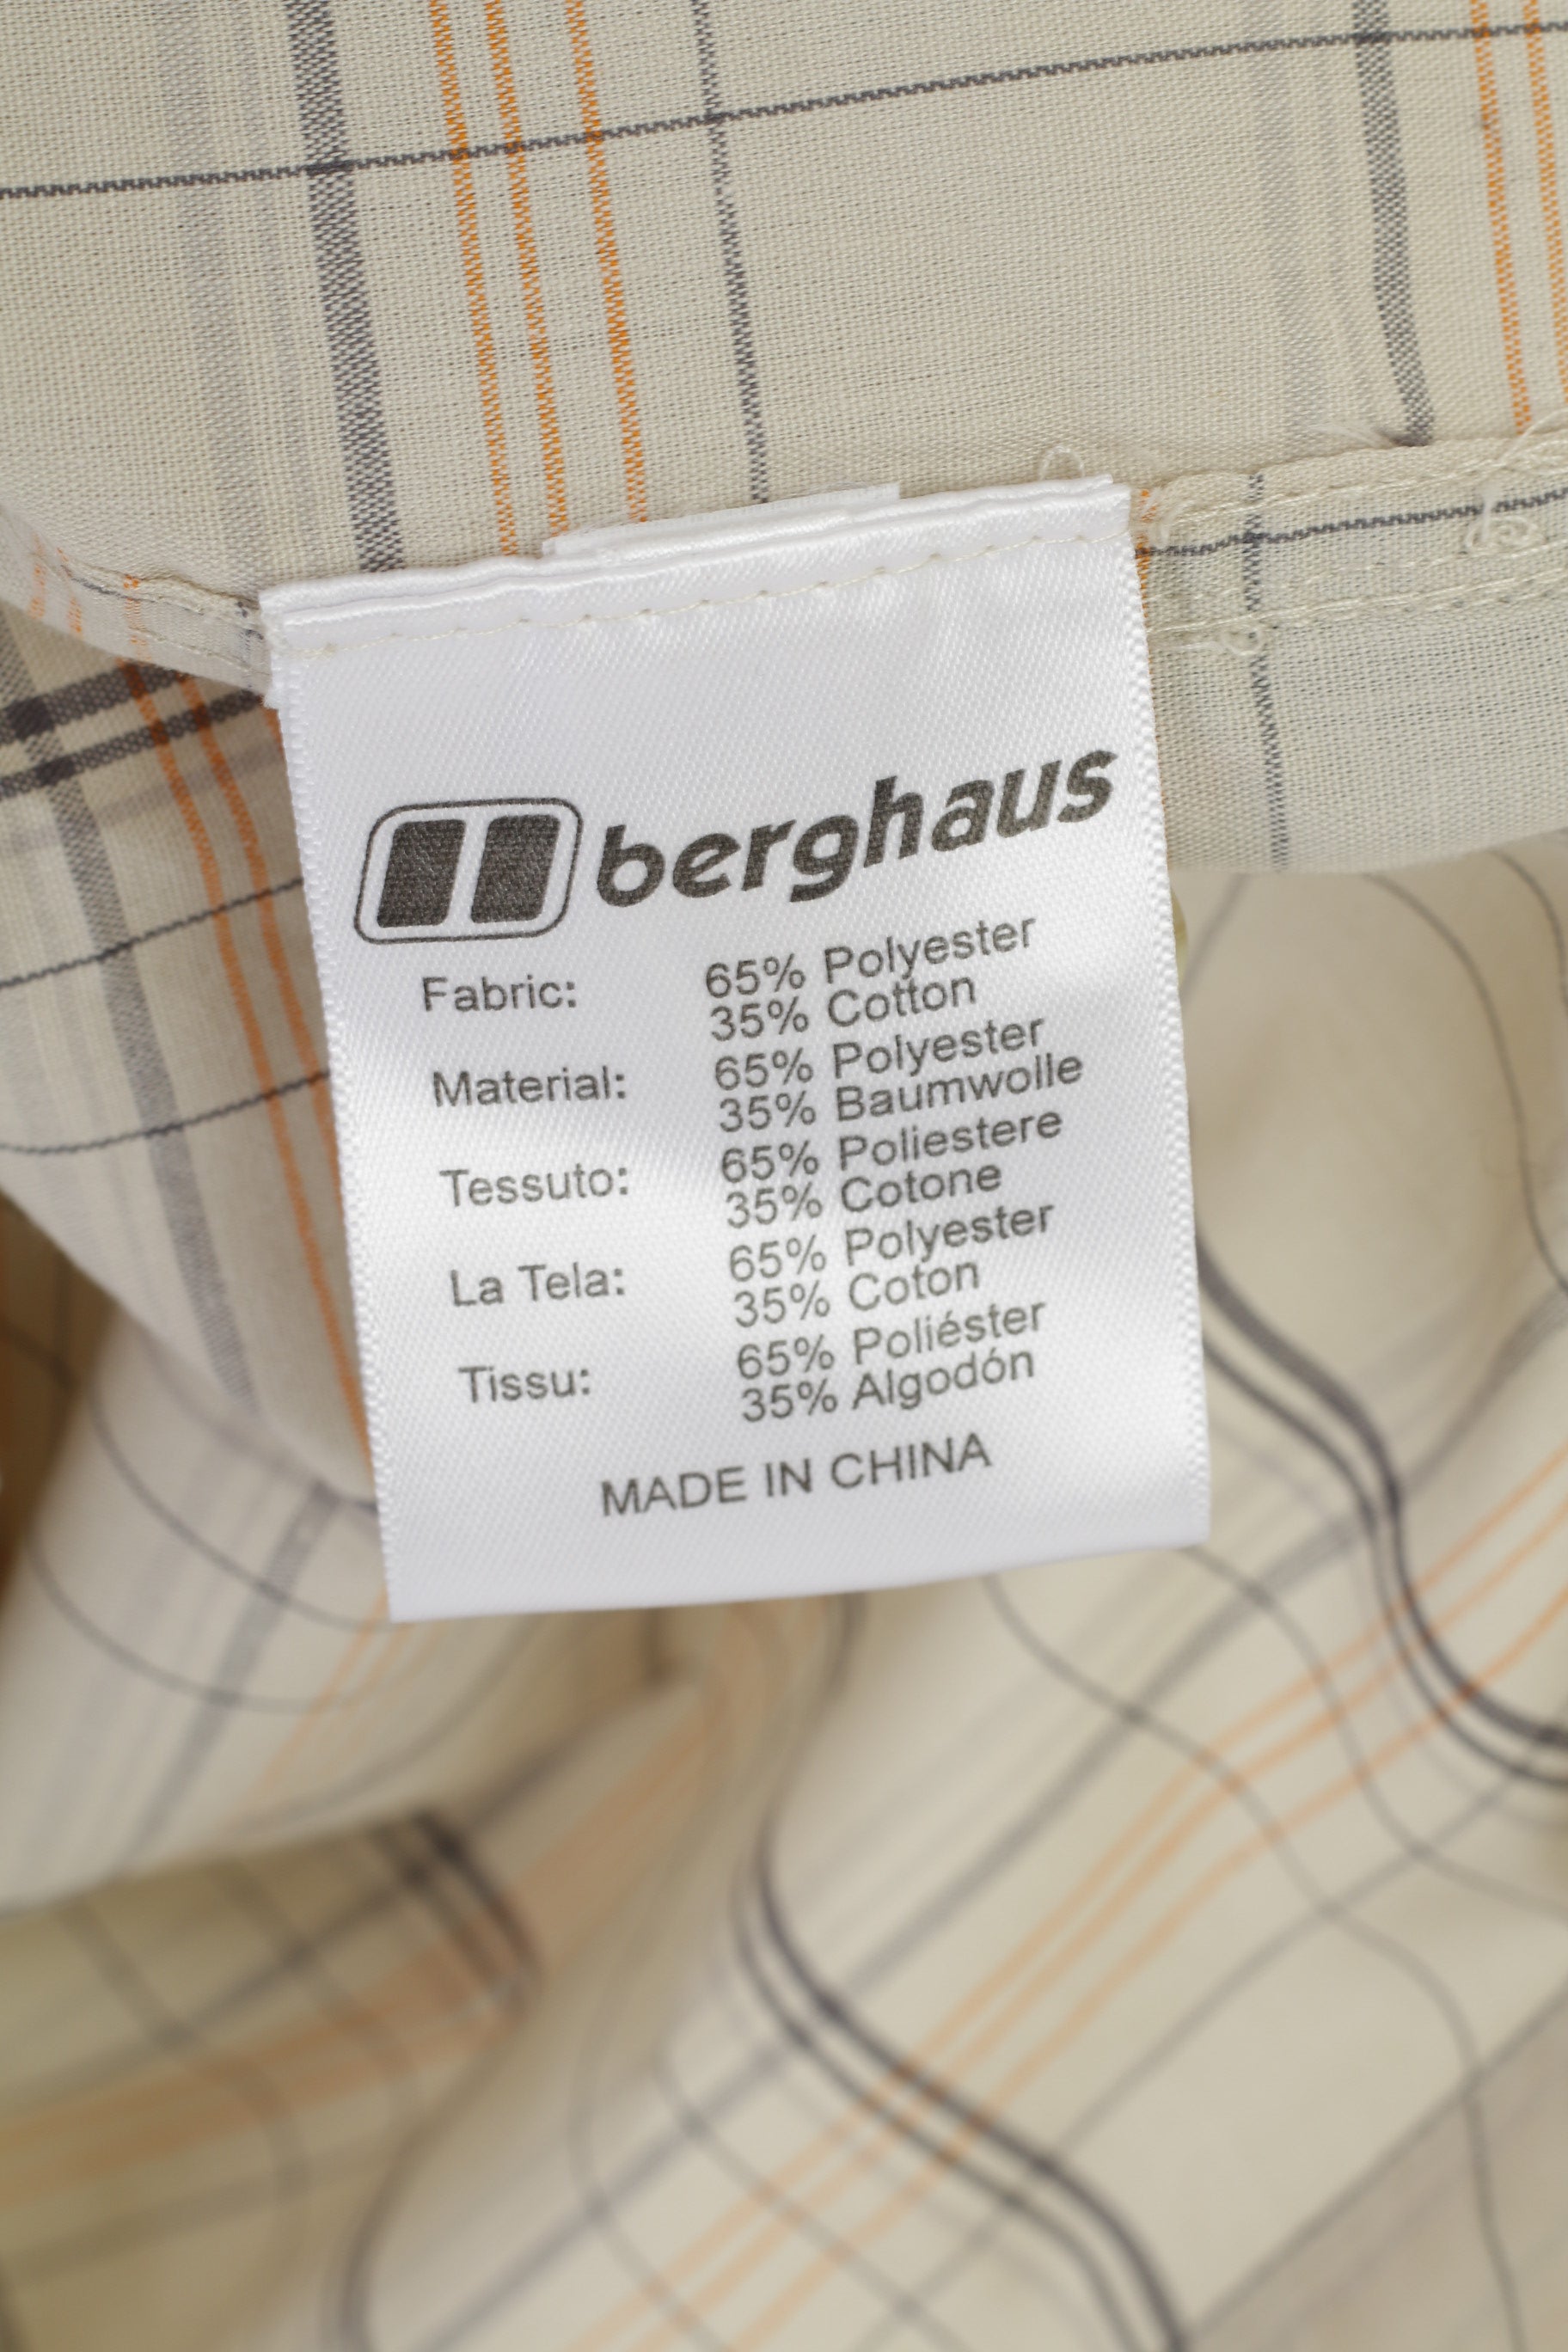 berghaus
Fabric: 65% Polyester
35% Cotton
Material: 65% Polyester
35% Baumwolle
Tessuto: 65% Poliestere
35% Cotone
La Tela: 65% Polyester
35% Coton
Tissu: 65% Poliéster
35% Algodón
MADE IN CHINA